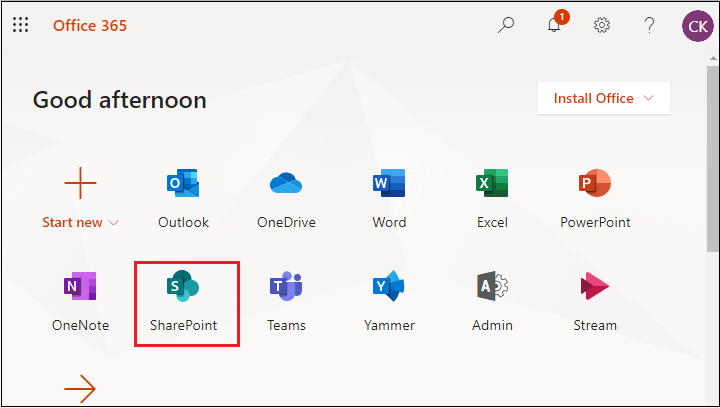 Office 365
1
?
CK
Good afternoon
Install Office
Start new
O
Outlook
OneDrive
W
Word
X
Excel
P
PowerPoint
N
OneNote
S
SharePoint
T
Teams
Y
Yammer
A
Admin
Stream